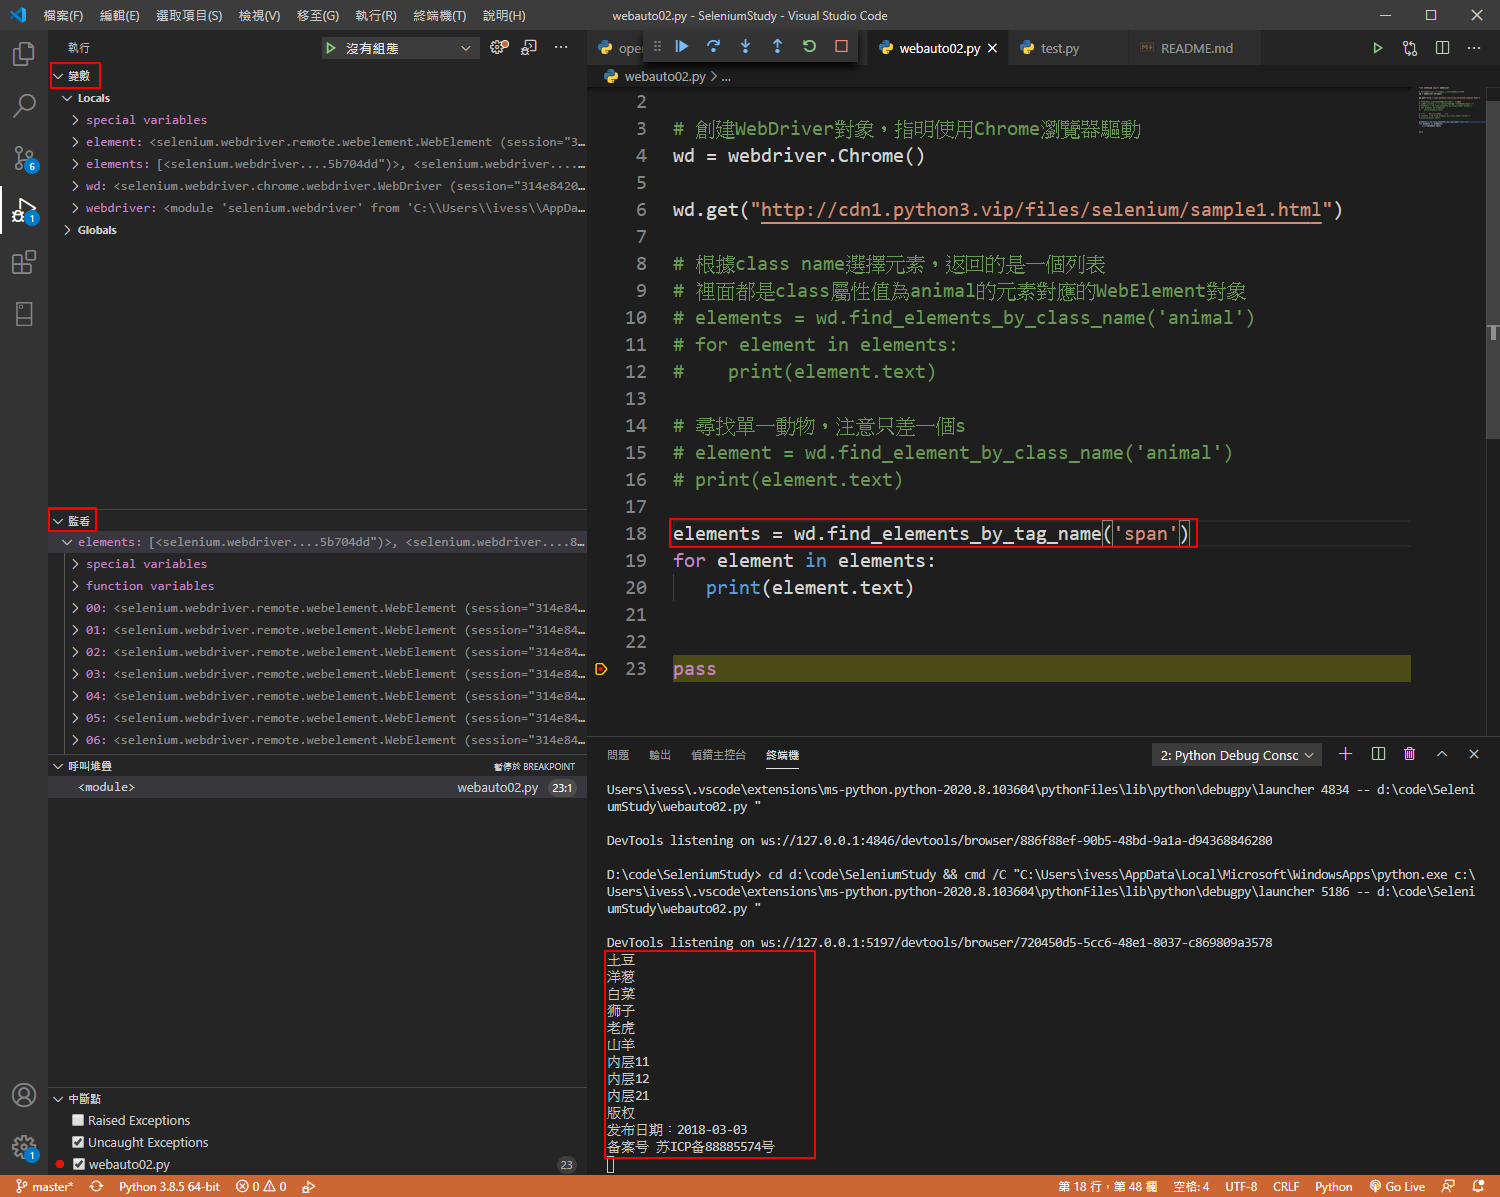 檔案(F) 編輯(E) 選取項目(S) 檢視(V) 移至(G) 執行(R) 終端機(T) 說明(H) webauto02.py - SeleniumStudy - Visual Studio Code
執行 沒有組態
變數
Locals
special variables
element: <selenium.webdriver.remote.webelement.WebElement (session="3...
elements: [<selenium.webdriver....5b704dd")>, <selenium.webdriver.....
wd: <selenium.webdriver.chrome.webdriver.WebDriver (session="314e8420...
webdriver: <module 'selenium.webdriver' from 'C:\\Users\\ivess\\AppDa...
Globals
監看
elements: [<selenium.webdriver....5b704dd")>, <selenium.webdriver....8...
special variables
function variables
00: <selenium.webdriver.remote.webelement.WebElement (session="314e84...
01: <selenium.webdriver.remote.webelement.WebElement (session="314e84...
02: <selenium.webdriver.remote.webelement.WebElement (session="314e84...
03: <selenium.webdriver.remote.webelement.WebElement (session="314e84...
04: <selenium.webdriver.remote.webelement.WebElement (session="314e84...
05: <selenium.webdriver.remote.webelement.WebElement (session="314e84...
06: <selenium.webdriver.remote.webelement.WebElement (session="314e84...
呼叫堆疊 暫停於 BREAKPOINT
<module> webauto02.py 23:1
中斷點
Raised Exceptions
Uncaught Exceptions
webauto02.py 23
6
1
1
oper webauto02.py test.py README.md
webauto02.py > ...
2
3 # 創建WebDriver對象，指明使用Chrome瀏覽器驅動
4 wd = webdriver.Chrome()
5
6 wd.get("http://cdn1.python3.vip/files/selenium/sample1.html")
7
8 # 根據class name選擇元素，返回的是一個列表
9 # 裡面都是class屬性值為animal的元素對應的WebElement對象
10 # elements = wd.find_elements_by_class_name('animal')
11 # for element in elements:
12 #    print(element.text)
13
14 # 尋找單一動物，注意只差一個s
15 # element = wd.find_element_by_class_name('animal')
16 # print(element.text)
17
18 elements = wd.find_elements_by_tag_name('span')
19 for element in elements:
20    print(element.text)
21
22
23 pass
問題 輸出 偵錯主控台 終端機 2: Python Debug Consc
Users\ivess\.vscode\extensions\ms-python.python-2020.8.103604\pythonFiles\lib\python\debugpy\launcher 4834 -- d:\code\Seleni
umStudy\webauto02.py "
DevTools listening on ws://127.0.0.1:4846/devtools/browser/886f88ef-90b5-48bd-9a1a-d94368846280
D:\code\SeleniumStudy> cd d:\code\SeleniumStudy && cmd /C "C:\Users\ivess\AppData\Local\Microsoft\WindowsApps\python.exe c:\
Users\ivess\.vscode\extensions\ms-python.python-2020.8.103604\pythonFiles\lib\python\debugpy\launcher 5186 -- d:\code\Seleni
umStudy\webauto02.py "
DevTools listening on ws://127.0.0.1:5197/devtools/browser/720450d5-5cc6-48e1-8037-c869809a3578
土豆
洋葱
白菜
狮子
老虎
山羊
内层11
内层12
内层21
版权
发布日期：2018-03-03
备案号 苏ICP备88885574号
master* Python 3.8.5 64-bit 0 0 第 18 行，第 48 欄 空格: 4 UTF-8 CRLF Python Go Live